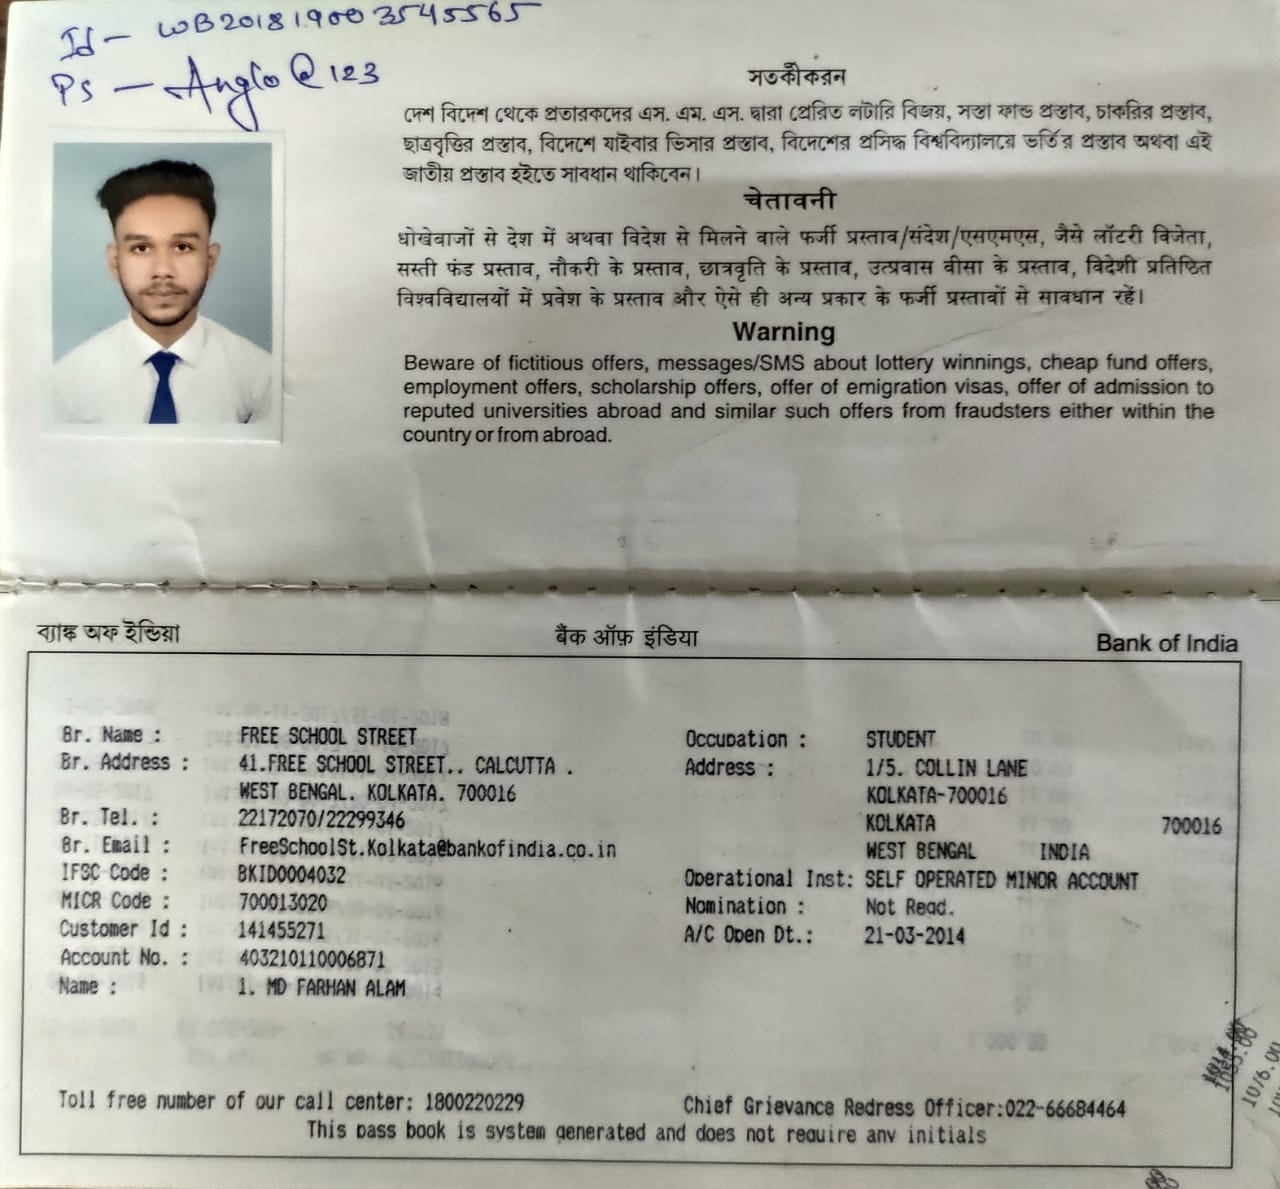 Id - WB201819003545565
PS - Anglo@123
সতর্কীকরন
দেশ বিদেশ থেকে প্রতারকদের এস. এম. এস. দ্বারা প্রেরিত লটারি বিজয়, সস্তা ফান্ড প্রস্তাব, চাকরির প্রস্তাব,
ছাত্রবৃত্তির প্রস্তাব, বিদেশে যাইবার ভিসার প্রস্তাব, বিদেশের প্রসিদ্ধ বিশ্ববিদ্যালয়ে ভর্তির প্রস্তাব অথবা এই
জাতীয় প্রস্তাব হইতে সাবধান থাকিবেন।
चेतावनी
धोखेबाजों से देश में अथवा विदेश से मिलने वाले फर्जी प्रस्ताव/संदेश/एसएमएस, जैसे लॉटरी विजेता,
सस्ती फंड प्रस्ताव, नौकरी के प्रस्ताव, छात्रवृति के प्रस्ताव, उत्प्रवास वीसा के प्रस्ताव, विदेशी प्रतिष्ठित
विश्वविद्यालयों में प्रवेश के प्रस्ताव और ऐसे ही अन्य प्रकार के फर्जी प्रस्तावों से सावधान रहें।
Warning
Beware of fictitious offers, messages/SMS about lottery winnings, cheap fund offers,
employment offers, scholarship offers, offer of emigration visas, offer of admission to
reputed universities abroad and similar such offers from fraudsters either within the
country or from abroad.
ব্যাঙ্ক অফ ইন্ডিয়া बैंक ऑफ़ इंडिया Bank of India
Br. Name : FREE SCHOOL STREET
Br. Address : 41.FREE SCHOOL STREET.. CALCUTTA .
WEST BENGAL. KOLKATA. 700016
Br. Tel. : 22172070/22299346
Br. Email : FreeSchoolSt.Kolkata@bankofindia.co.in
IFSC Code : BKID0004032
MICR Code : 700013020
Customer Id : 141455271
Account No. : 403210110006871
Name : 1. MD FARHAN ALAM
Occupation : STUDENT
Address : 1/5. COLLIN LANE
KOLKATA-700016
KOLKATA 700016
WEST BENGAL INDIA
Operational Inst: SELF OPERATED MINOR ACCOUNT
Nomination : Not Regd.
A/C Open Dt.: 21-03-2014
Toll free number of our call center: 1800220229 Chief Grievance Redress Officer:022-66684464
This pass book is system generated and does not require any initials
1016.00